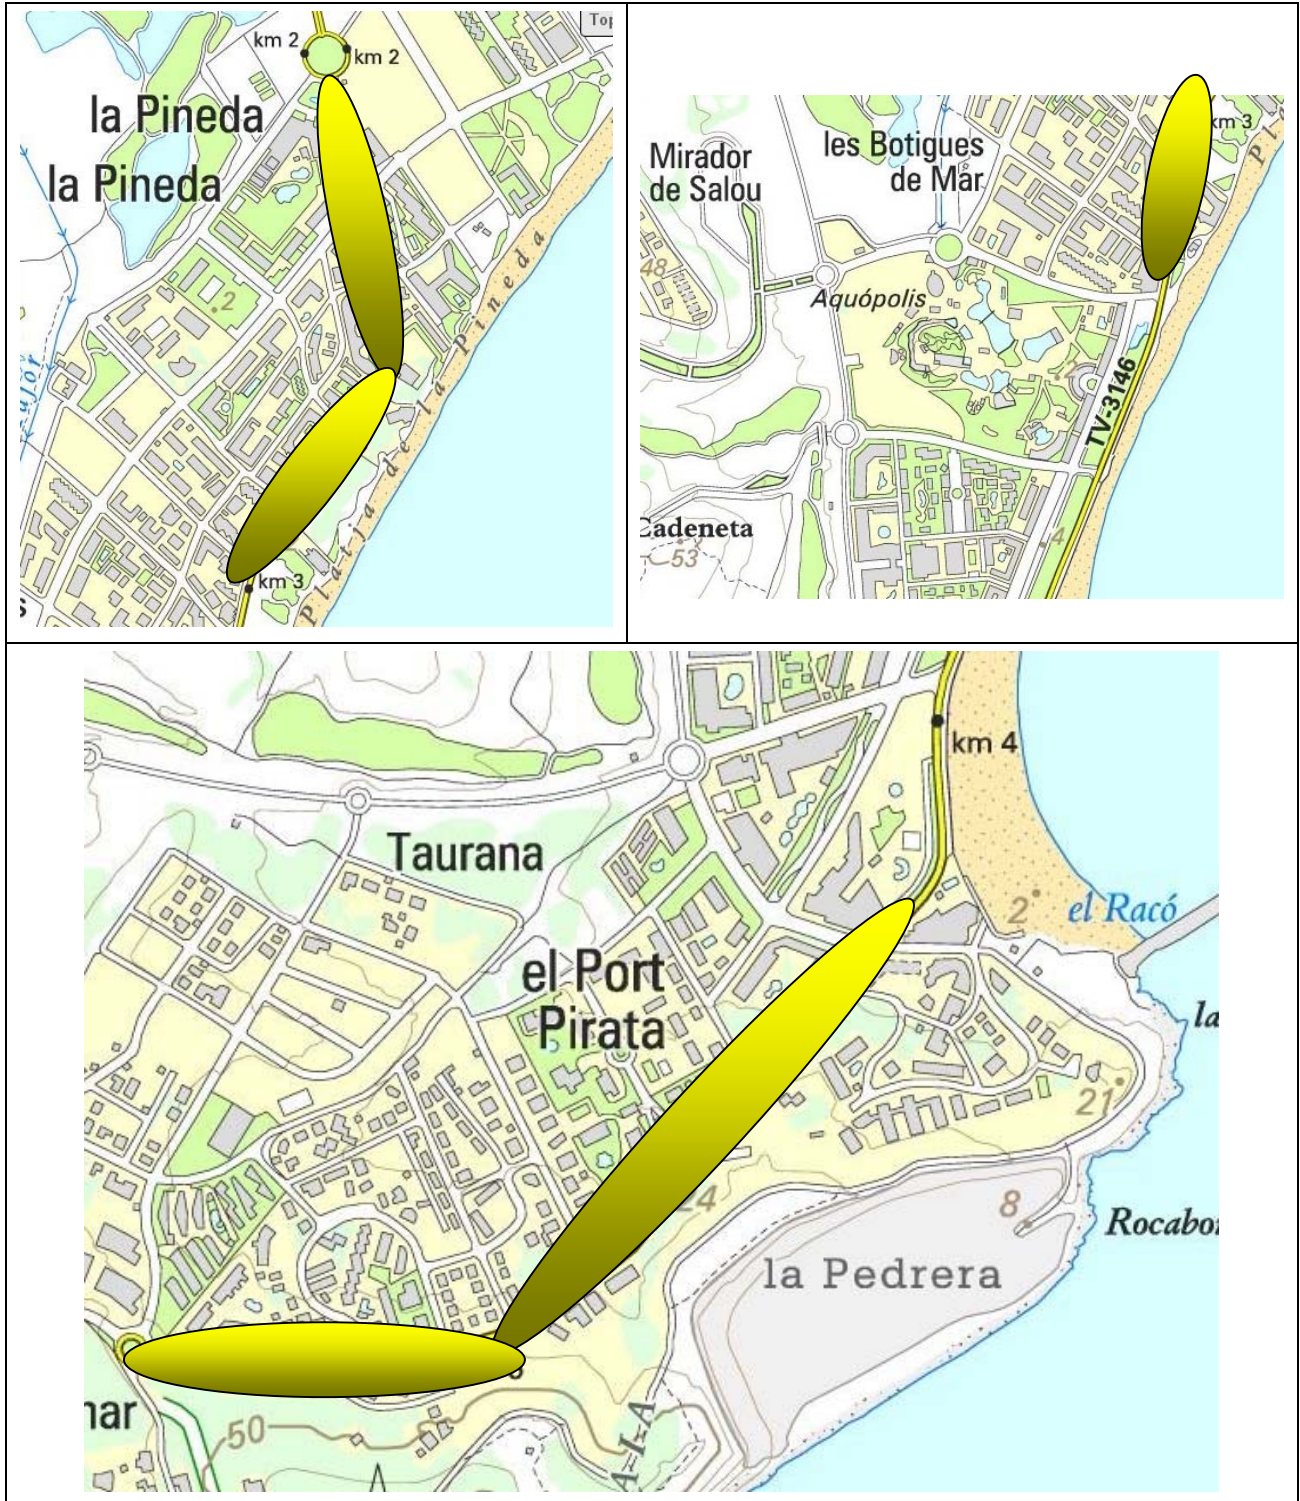 Top
km 2
km 2
la Pineda
la Pineda
Platja de la Pineda
km 3
km 3
Mirador
de Salou
les Botigues
de Mar
48
Aquópolis
2
2
TV-3146
Cadeneta
53
4
km 4
Taurana
2
el Racó
el Port
Pirata
la
21
24
8
Rocabo
la Pedrera
nar
50
A-I-A